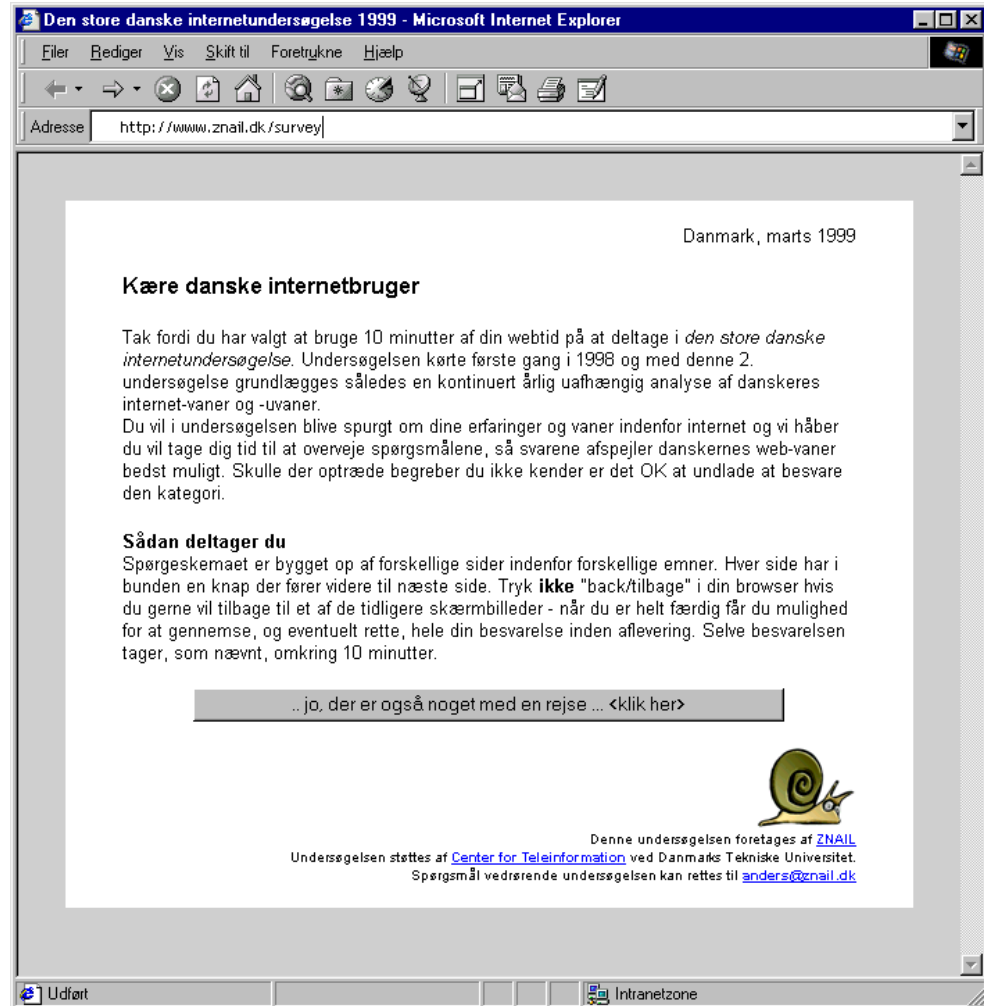 Den store danske internetundersøgelse 1999 - Microsoft Internet Explorer
Filer Rediger Vis Skift til Foretrukne Hjælp
Adresse http://www.znail.dk/survey
Danmark, marts 1999
Kære danske internetbruger
Tak fordi du har valgt at bruge 10 minutter af din webtid på at deltage i den store danske
internetundersøgelse. Undersøgelsen kørte første gang i 1998 og med denne 2.
undersøgelse grundlægges således en kontinuert årlig uafhængig analyse af danskeres
internet-vaner og -uvaner.
Du vil i undersøgelsen blive spurgt om dine erfaringer og vaner indenfor internet og vi håber
du vil tage dig tid til at overveje spørgsmålene, så svarene afspejler danskernes web-vaner
bedst muligt. Skulle der optræde begreber du ikke kender er det OK at undlade at besvare
den kategori.
Sådan deltager du
Spørgeskemaet er bygget op af forskellige sider indenfor forskellige emner. Hver side har i
bunden en knap der fører videre til næste side. Tryk ikke "back/tilbage" i din browser hvis
du gerne vil tilbage til et af de tidligere skærmbilleder - når du er helt færdig får du mulighed
for at gennemse, og eventuelt rette, hele din besvarelse inden aflevering. Selve besvarelsen
tager, som nævnt, omkring 10 minutter.
.. jo, der er også noget med en rejse ... <klik her>
Denne undersøgelsen foretages af ZNAIL
Undersøgelsen støttes af Center for Teleinformation ved Danmarks Tekniske Universitet.
Spørgsmål vedrørende undersøgelsen kan rettes til anders@znail.dk
Udført Intranetzone